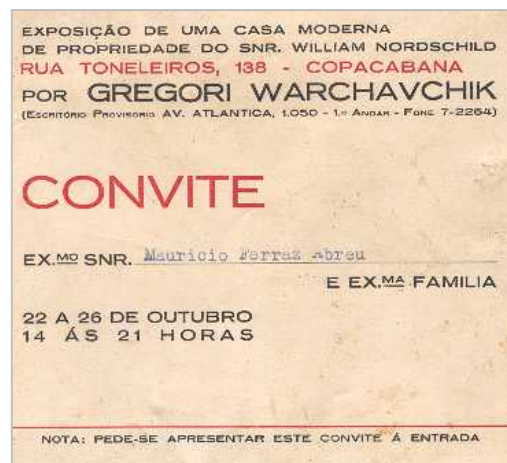 EXPOSIÇÃO DE UMA CASA MODERNA
DE PROPRIEDADE DO SNR. WILLIAM NORDSCHILD
RUA TONELEIROS, 138 - COPACABANA
POR GREGORI WARCHAVCHIK
(ESCRITORIO PROVISORIO AV. ATLANTICA, 1.050 - 1.º ANDAR - FONE 7-2264)
CONVITE
EX.MO SNR. Mauricio Ferraz Abreu
E EX.MA FAMILIA
22 A 26 DE OUTUBRO
14 ÁS 21 HORAS
NOTA: PEDE-SE APRESENTAR ESTE CONVITE Á ENTRADA